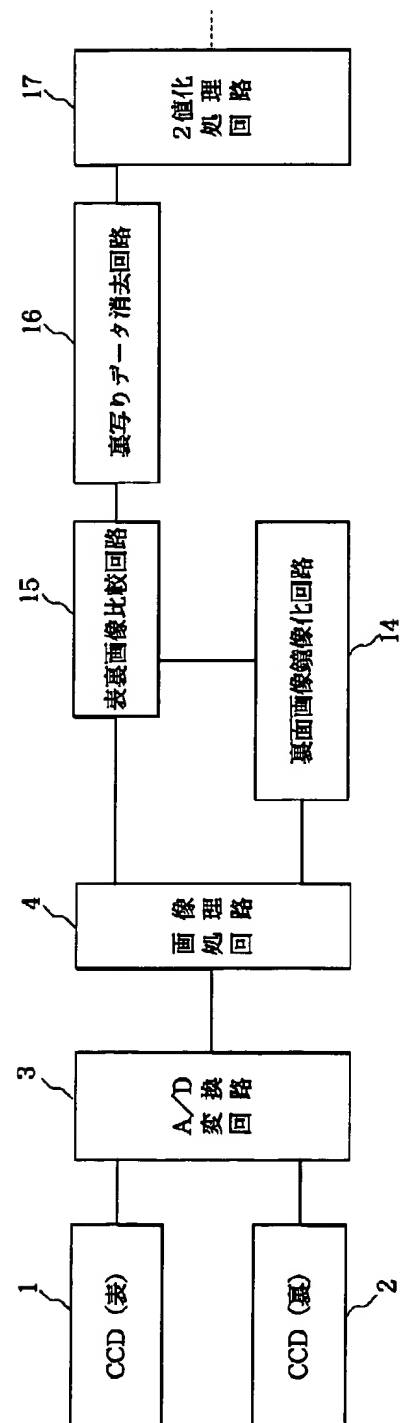 1
CCD (表)
CCD (裏)
2
3
A/D
変換
回路
4
画像
処理
回路
15
表裏画像比較回路
裏面画像鏡像化回路
14
16
裏写りデータ消去回路
17
2値化
処理
回路